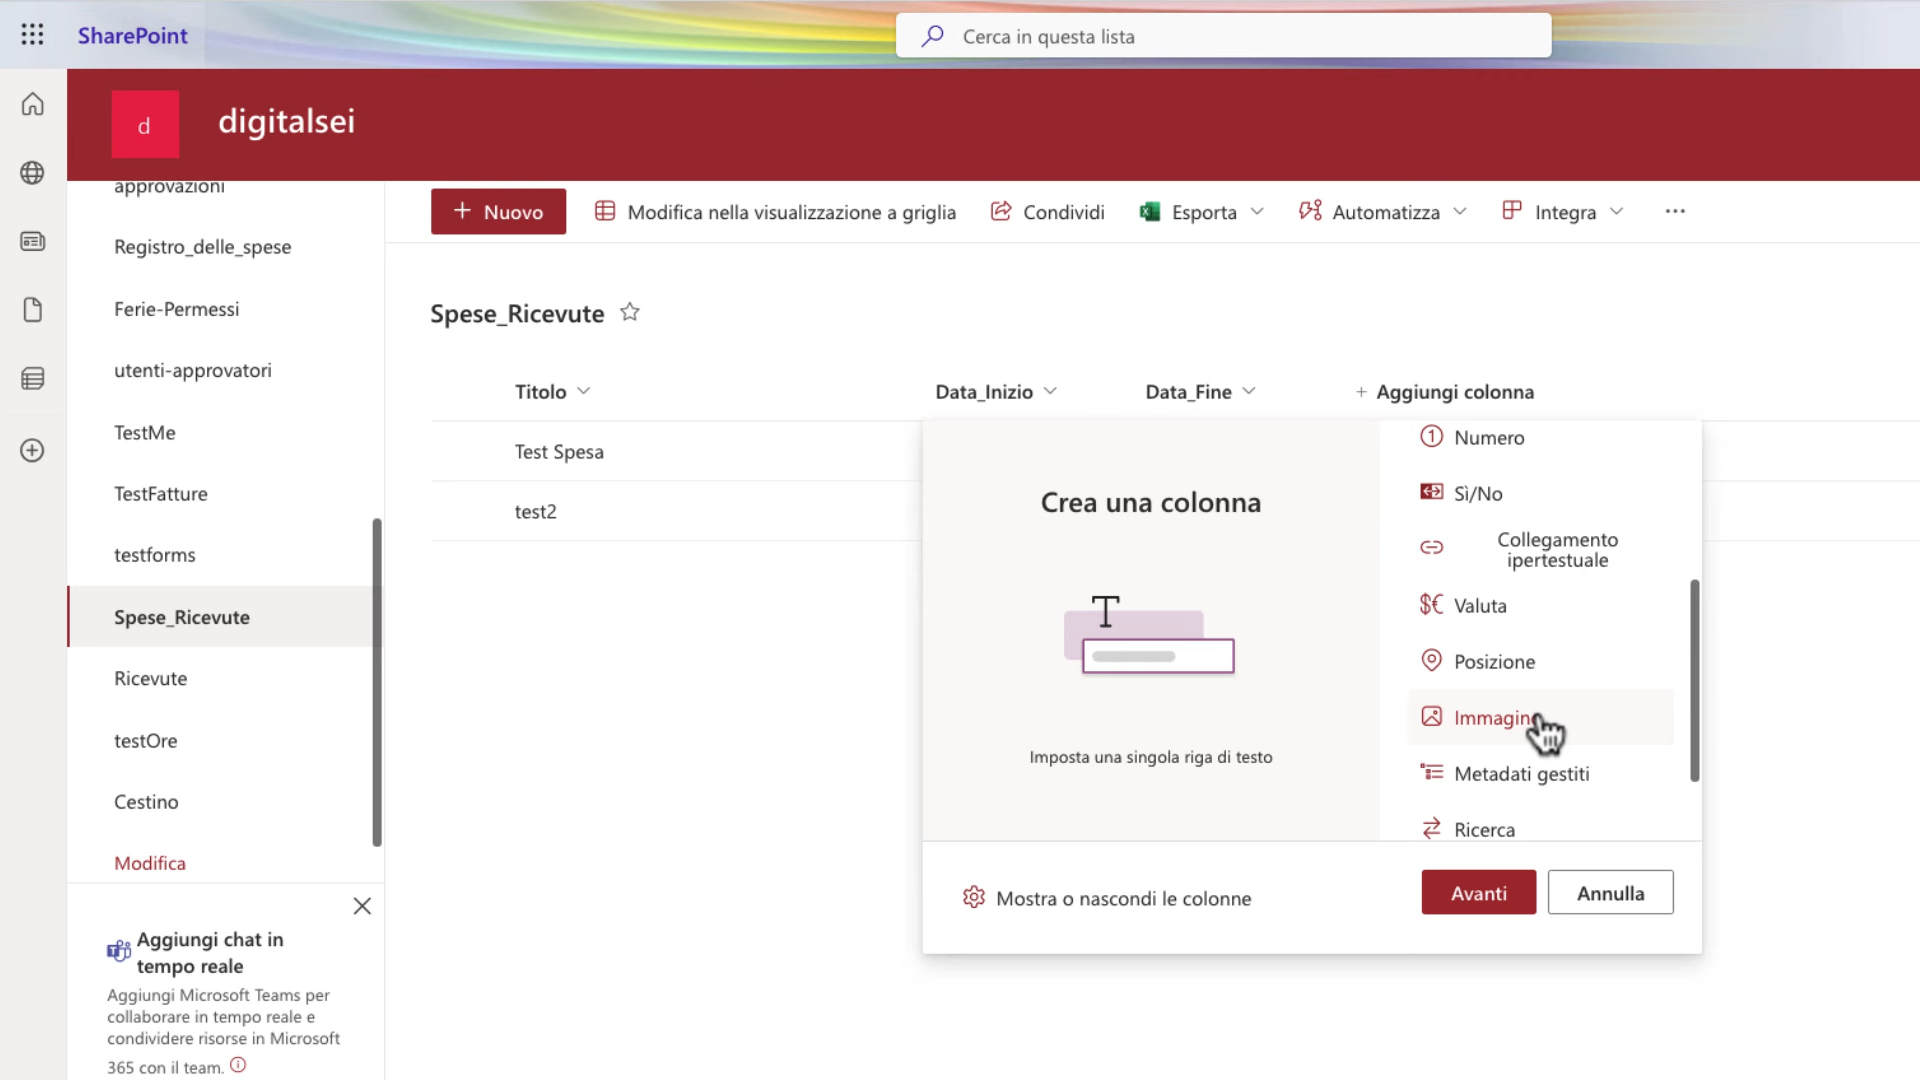 SharePoint
Cerca in questa lista
d
digitalsei
approvazioni
Registro_delle_spese
Ferie-Permessi
utenti-approvatori
TestMe
TestFatture
testforms
Spese_Ricevute
Ricevute
testOre
Cestino
Modifica
Aggiungi chat in
tempo reale
Aggiungi Microsoft Teams per
collaborare in tempo reale e
condividere risorse in Microsoft
365 con il team.
+ Nuovo
Modifica nella visualizzazione a griglia
Condividi
Esporta
Automatizza
Integra
...
Spese_Ricevute
Titolo
Data_Inizio
Data_Fine
+ Aggiungi colonna
Test Spesa
test2
Crea una colonna
T
Imposta una singola riga di testo
Numero
Sì/No
Collegamento
ipertestuale
Valuta
Posizione
Immagine
Metadati gestiti
Ricerca
Mostra o nascondi le colonne
Avanti
Annulla